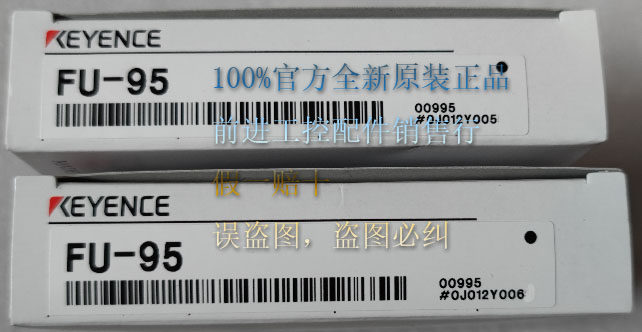 KEYENCE
FU-95
100%官方全新原装正品
00995
#0J012Y005
前进工控配件销售行
假一赔十
KEYENCE
误盗图，盗图必纠
FU-95
00995
#0J012Y006